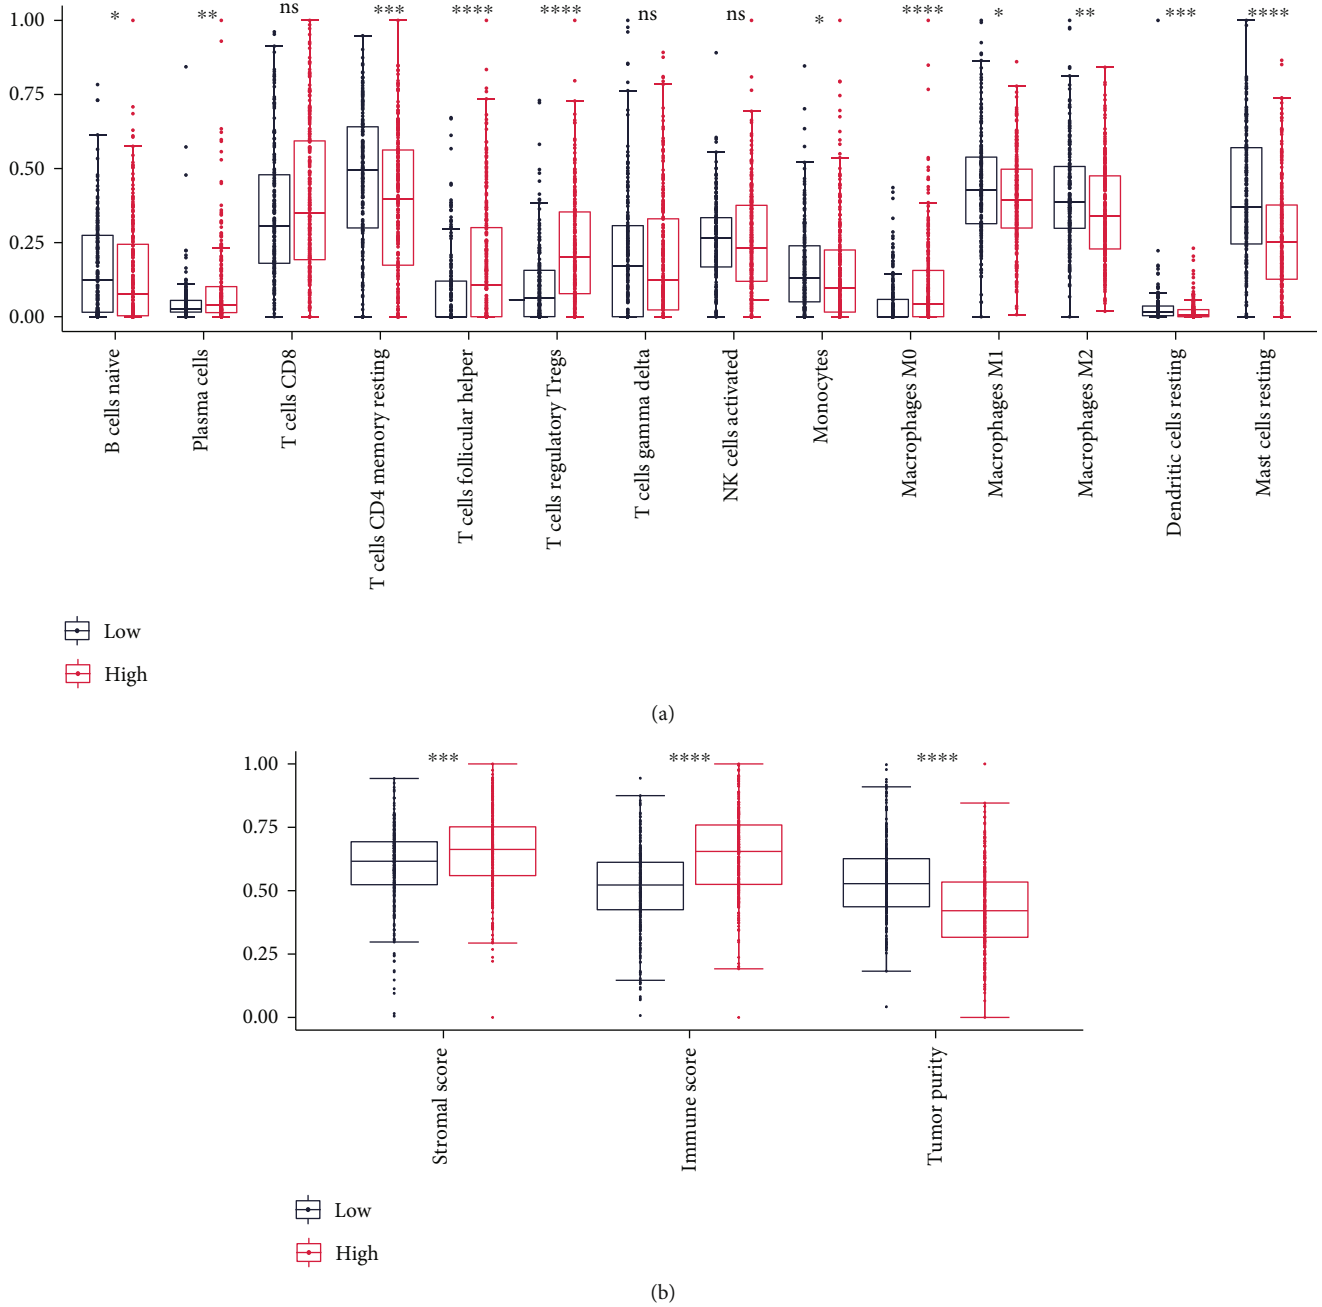 * ** ns *** **** **** ns ns * **** * ** *** ****
1.00
0.75
0.50
0.25
0.00
B cells naive
Plasma cells
T cells CD8
T cells CD4 memory resting
T cells follicular helper
T cells regulatory Tregs
T cells gamma delta
NK cells activated
Monocytes
Macrophages M0
Macrophages M1
Macrophages M2
Dendritic cells resting
Mast cells resting
Low
High
(a)
*** **** ****
1.00
0.75
0.50
0.25
0.00
Stromal score
Immune score
Tumor purity
Low
High
(b)